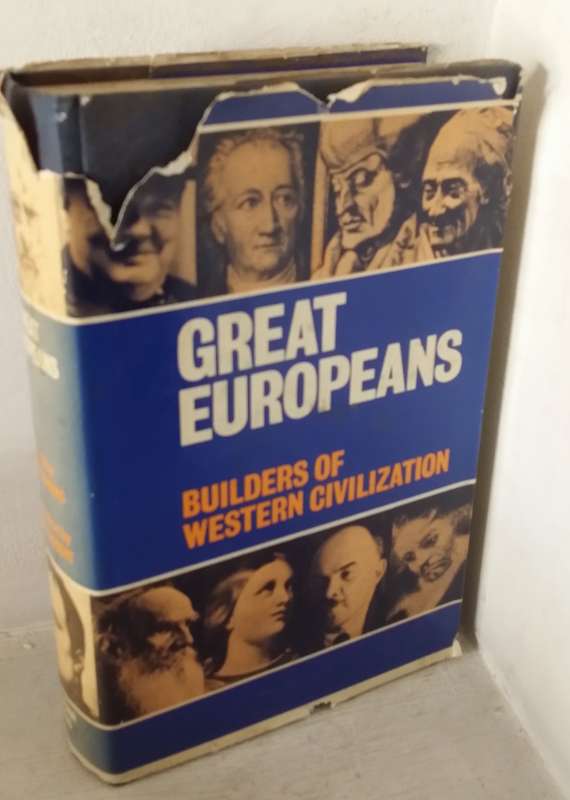 GREAT
EUROPEANS
BUILDERS OF
WESTERN CIVILIZATION